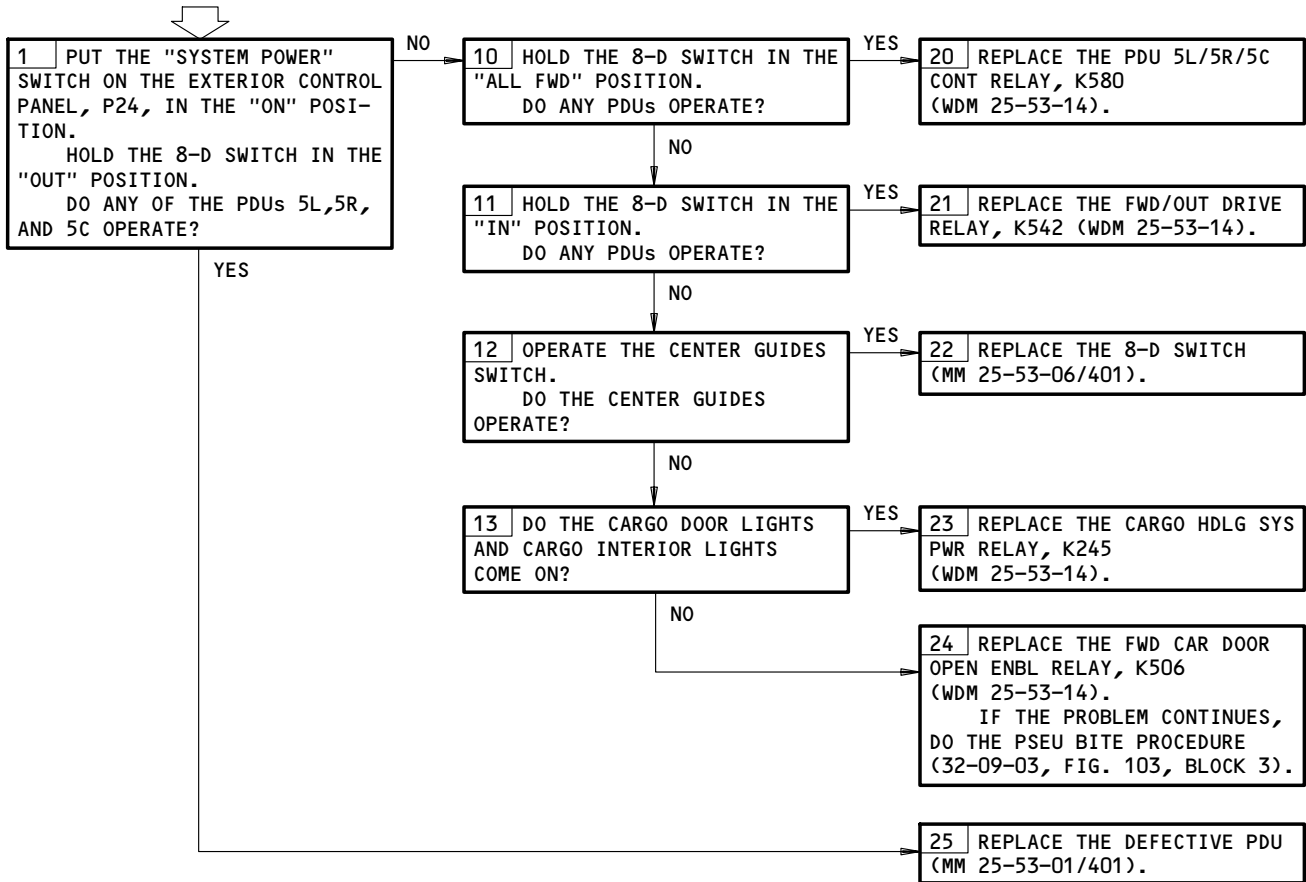 1 PUT THE "SYSTEM POWER"
SWITCH ON THE EXTERIOR CONTROL
PANEL, P24, IN THE "ON" POSI-
TION.
HOLD THE 8-D SWITCH IN THE
"OUT" POSITION.
DO ANY OF THE PDUs 5L,5R,
AND 5C OPERATE?
NO
YES
10 HOLD THE 8-D SWITCH IN THE
"ALL FWD" POSITION.
DO ANY PDUs OPERATE?
YES
NO
20 REPLACE THE PDU 5L/5R/5C
CONT RELAY, K580
(WDM 25-53-14).
11 HOLD THE 8-D SWITCH IN THE
"IN" POSITION.
DO ANY PDUs OPERATE?
YES
NO
21 REPLACE THE FWD/OUT DRIVE
RELAY, K542 (WDM 25-53-14).
12 OPERATE THE CENTER GUIDES
SWITCH.
DO THE CENTER GUIDES
OPERATE?
YES
NO
22 REPLACE THE 8-D SWITCH
(MM 25-53-06/401).
13 DO THE CARGO DOOR LIGHTS
AND CARGO INTERIOR LIGHTS
COME ON?
YES
NO
23 REPLACE THE CARGO HDLG SYS
PWR RELAY, K245
(WDM 25-53-14).
24 REPLACE THE FWD CAR DOOR
OPEN ENBL RELAY, K506
(WDM 25-53-14).
IF THE PROBLEM CONTINUES,
DO THE PSEU BITE PROCEDURE
(32-09-03, FIG. 103, BLOCK 3).
25 REPLACE THE DEFECTIVE PDU
(MM 25-53-01/401).